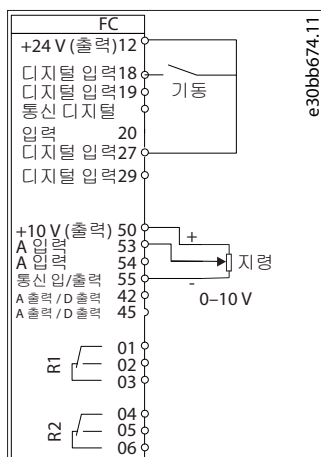 FC
+24 V (출력) 12
디지털 입력 18
디지털 입력 19
통신 디지털
입력 20
디지털 입력 27
디지털 입력 29
기동
+10 V (출력) 50
A 입력 53
A 입력 54
통신 입/출력 55
A 출력 / D 출력 42
A 출력 / D 출력 45
+
지령
-
0–10 V
R1
01
02
03
R2
04
05
06
e30bb674.11